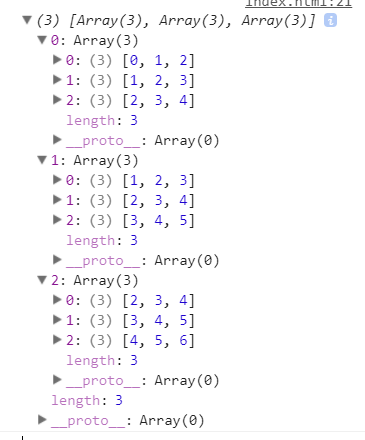 index.html:21
▼(3) [Array(3), Array(3), Array(3)] i
▼0: Array(3)
▶0: (3) [0, 1, 2]
▶1: (3) [1, 2, 3]
▶2: (3) [2, 3, 4]
length: 3
▶__proto__: Array(0)
▼1: Array(3)
▶0: (3) [1, 2, 3]
▶1: (3) [2, 3, 4]
▶2: (3) [3, 4, 5]
length: 3
▶__proto__: Array(0)
▼2: Array(3)
▶0: (3) [2, 3, 4]
▶1: (3) [3, 4, 5]
▶2: (3) [4, 5, 6]
length: 3
▶__proto__: Array(0)
length: 3
▶__proto__: Array(0)